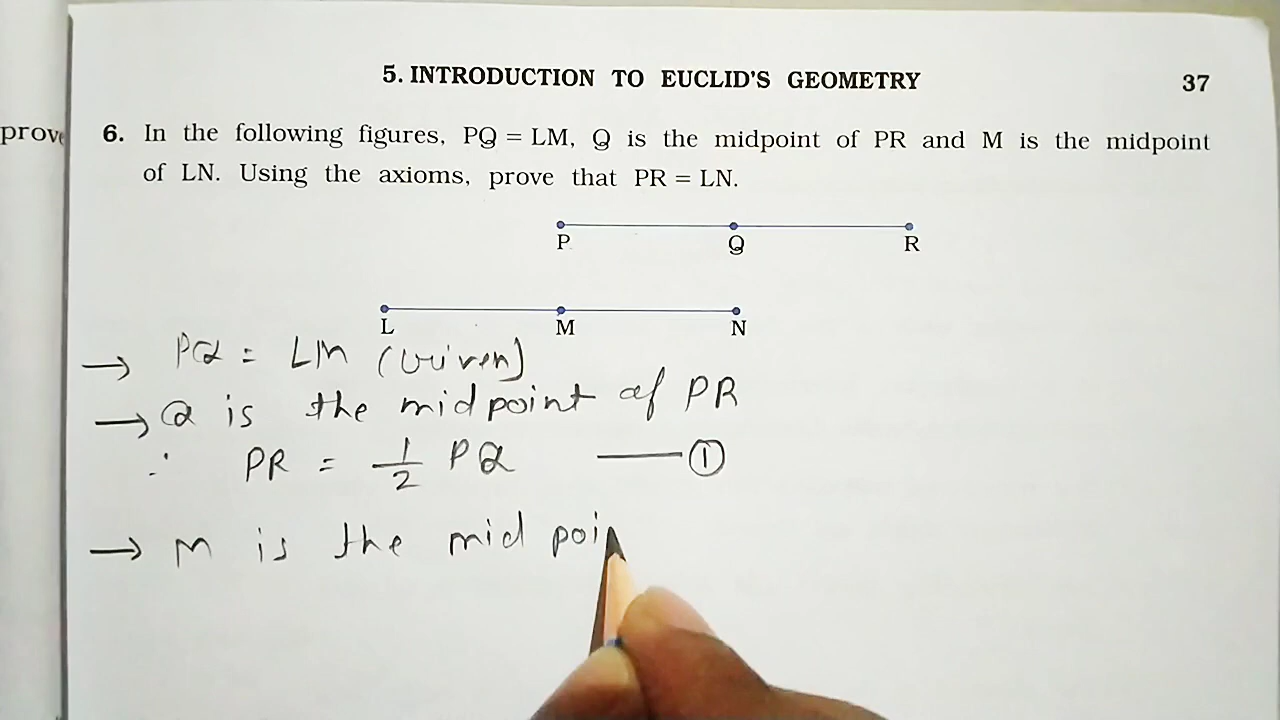 5. INTRODUCTION TO EUCLID'S GEOMETRY 37
prove
6. In the following figures, PQ = LM, Q is the midpoint of PR and M is the midpoint
of LN. Using the axioms, prove that PR = LN.
P Q R
L M N
→ PQ = LM (Given)
→ Q is the midpoint of PR
∴ PR = 1/2 PQ —— ①
→ M is the mid poi